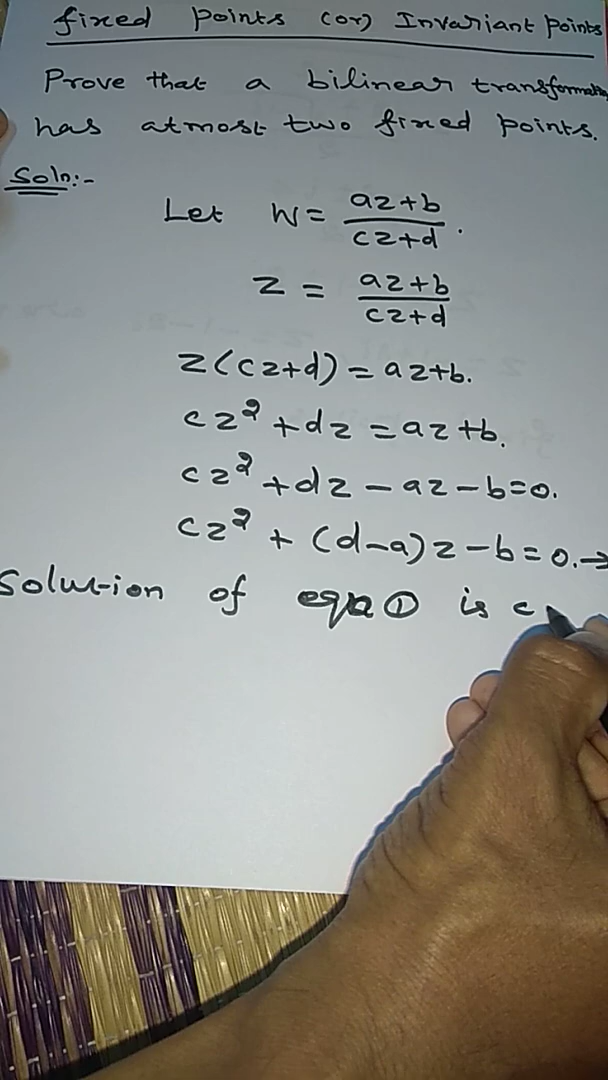 fixed points (or) Invariant points
Prove that a bilinear transformation
has atmost two fixed points.
Soln:-
Let W = az+b / cz+d .
z = az+b / cz+d
z(cz+d) = az+b.
cz² + dz = az+b.
cz² + dz - az - b = 0.
cz² + (d-a)z - b = 0. →
Solution of eqn ① is